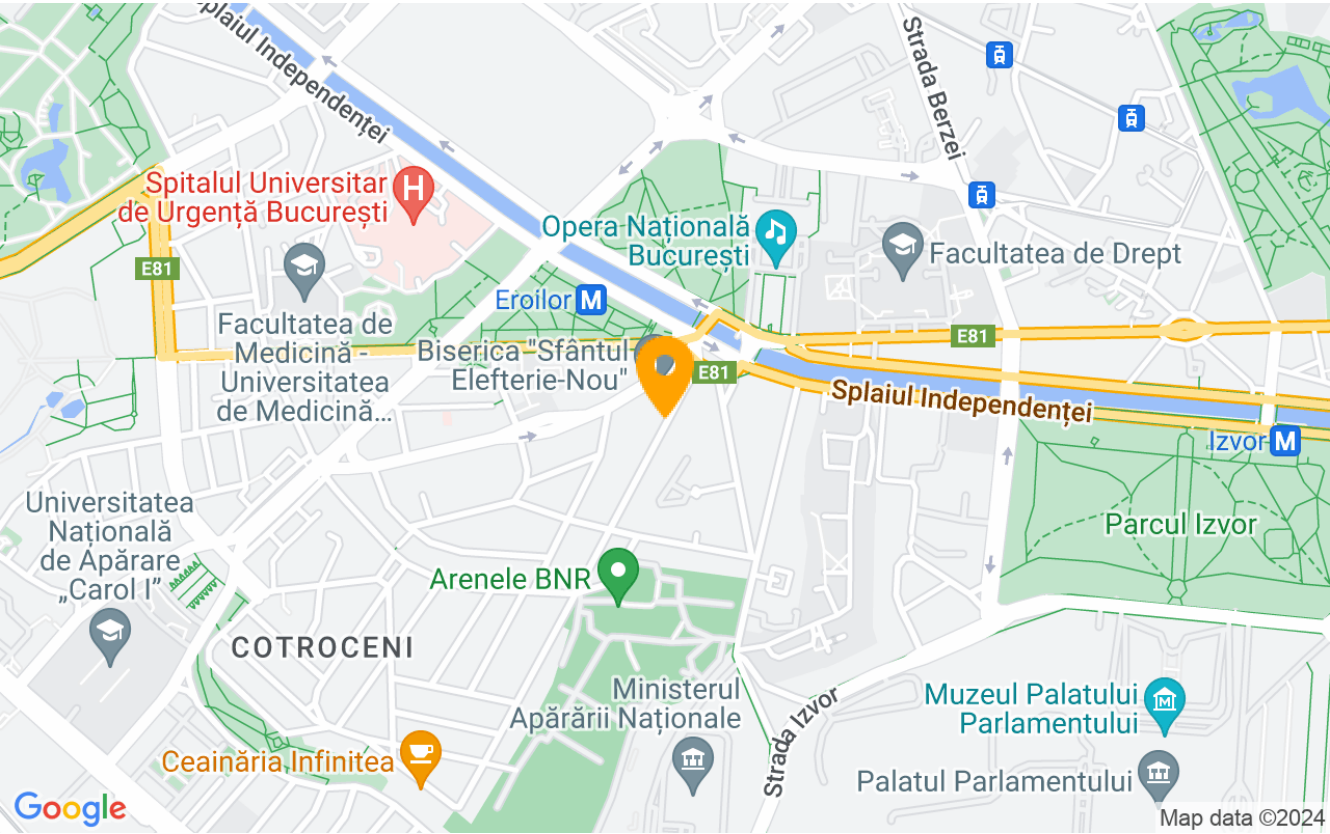 Splaiul Independenței
Strada Berzei
Spitalul Universitar
de Urgență București
H
Opera Națională
București
Facultatea de Drept
E81
Eroilor M
Facultatea de
Medicină -
Universitatea
de Medicină...
Biserica "Sfântul
Elefterie-Nou"
E81
E81
Splaiul Independenței
Izvor M
Universitatea
Națională
de Apărare
„Carol I”
Parcul Izvor
Arenele BNR
COTROCENI
Ministerul
Apărării Naționale
Strada Izvor
Muzeul Palatului
Parlamentului
Ceainăria Infinitea
Palatul Parlamentului
Google
Map data ©2024